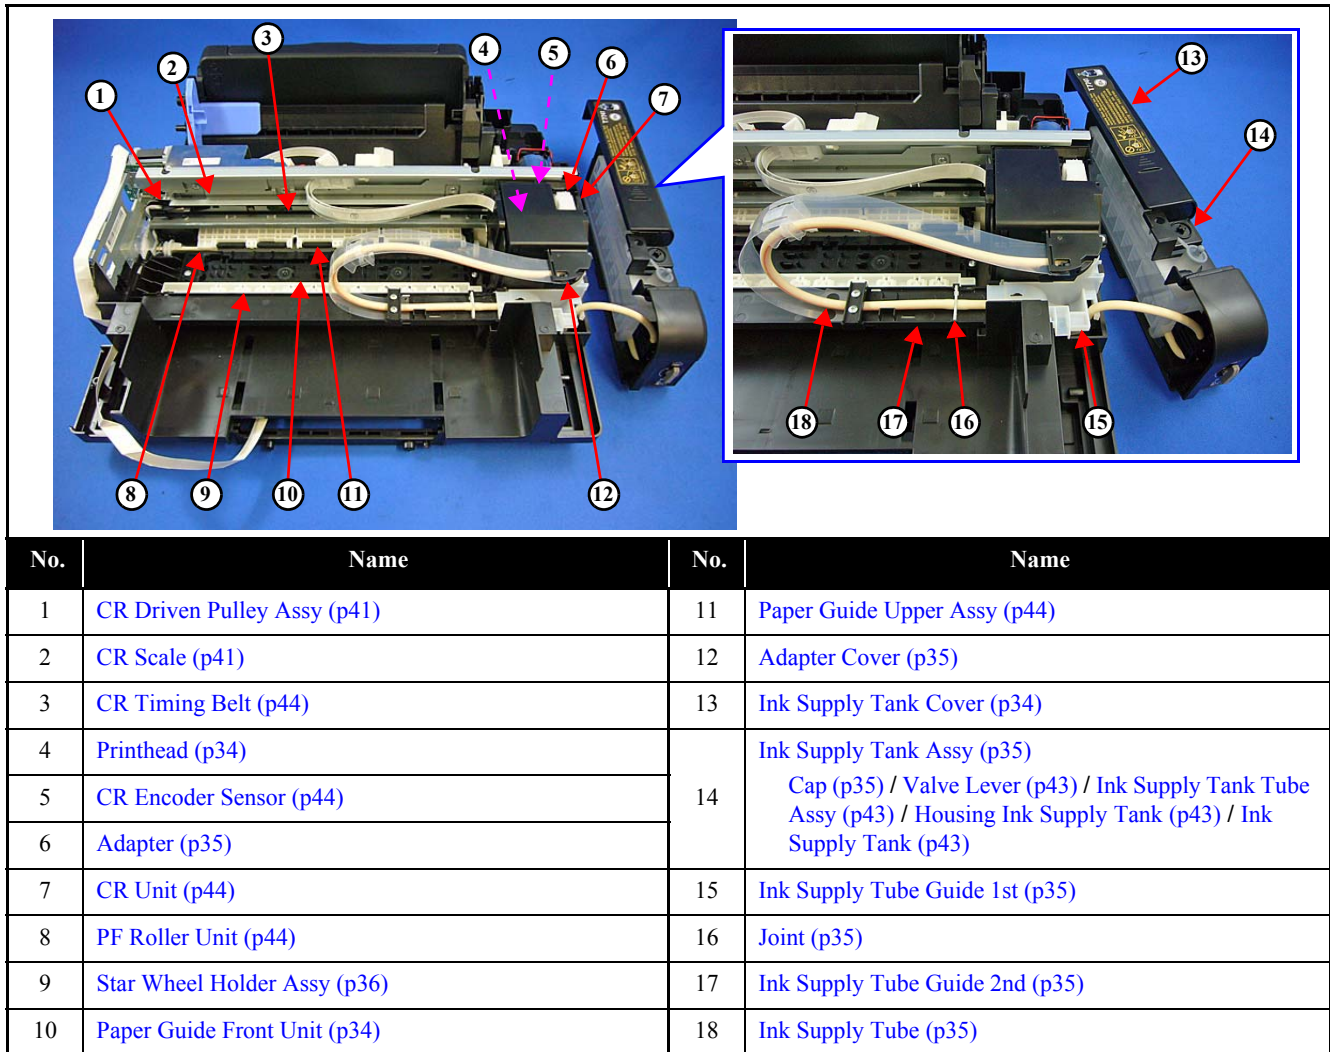 3
4
5
2
6
1
7
13
14
18
17
16
15
8
9
10
11
12
No. Name No. Name
1 CR Driven Pulley Assy (p41) 11 Paper Guide Upper Assy (p44)
2 CR Scale (p41) 12 Adapter Cover (p35)
3 CR Timing Belt (p44) 13 Ink Supply Tank Cover (p34)
4 Printhead (p34) 14 Ink Supply Tank Assy (p35)
5 CR Encoder Sensor (p44) Cap (p35) / Valve Lever (p43) / Ink Supply Tank Tube
Assy (p43) / Housing Ink Supply Tank (p43) / Ink
6 Adapter (p35) Supply Tank (p43)
7 CR Unit (p44) 15 Ink Supply Tube Guide 1st (p35)
8 PF Roller Unit (p44) 16 Joint (p35)
9 Star Wheel Holder Assy (p36) 17 Ink Supply Tube Guide 2nd (p35)
10 Paper Guide Front Unit (p34) 18 Ink Supply Tube (p35)